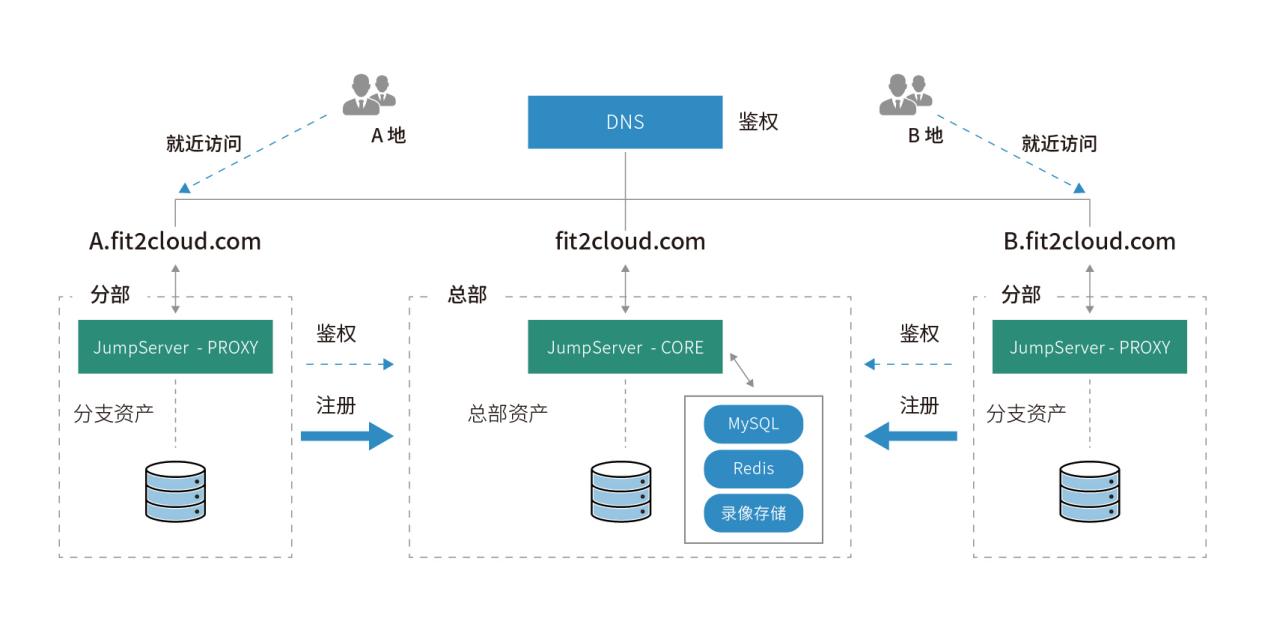 DNS
鉴权
A 地
B 地
就近访问
就近访问
A.fit2cloud.com
fit2cloud.com
B.fit2cloud.com
分部
总部
分部
JumpServer - PROXY
鉴权
JumpServer - CORE
鉴权
JumpServer - PROXY
分支资产
注册
总部资产
注册
分支资产
MySQL
Redis
录像存储